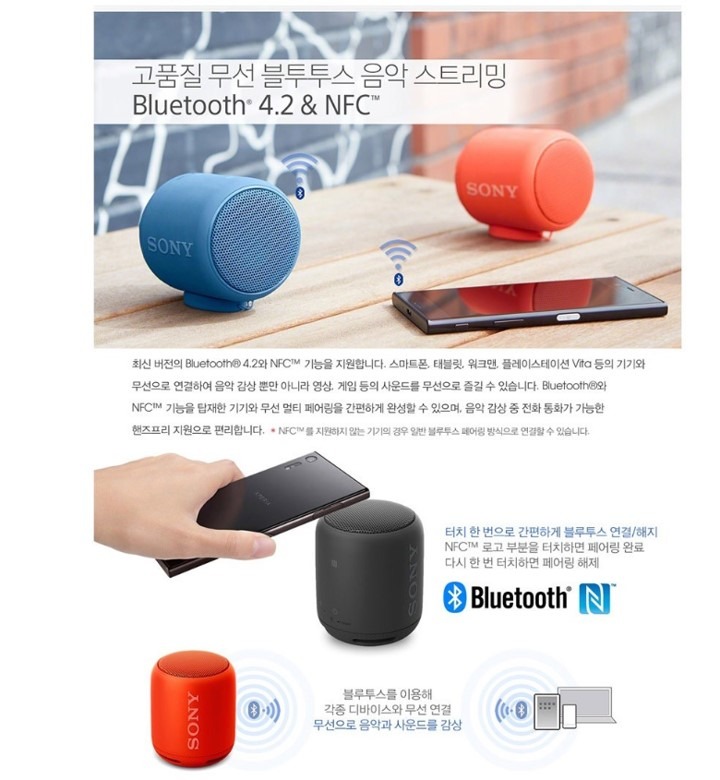 고품질 무선 블루투스 음악 스트리밍
Bluetooth® 4.2 & NFC™
SONY
SONY
최신 버전의 Bluetooth® 4.2와 NFC™ 기능을 지원합니다. 스마트폰, 태블릿, 워크맨, 플레이스테이션 Vita 등의 기기와
무선으로 연결하여 음악 감상 뿐만 아니라 영상, 게임 등의 사운드를 무선으로 즐길 수 있습니다. Bluetooth®와
NFC™ 기능을 탑재한 기기와 무선 멀티 페어링을 간편하게 완성할 수 있으며, 음악 감상 중 전화 통화가 가능한
핸즈프리 지원으로 편리합니다. * NFC™ 를 지원하지 않는 기기의 경우 일반 블루투스 페어링 방식으로 연결할 수 있습니다.
XPERIA
SONY
터치 한 번으로 간편하게 블루투스 연결/해지
NFC™ 로고 부분을 터치하면 페어링 완료
다시 한 번 터치하면 페어링 해제
Bluetooth® N™
SONY
블루투스를 이용해
각종 디바이스와 무선 연결
무선으로 음악과 사운드를 감상